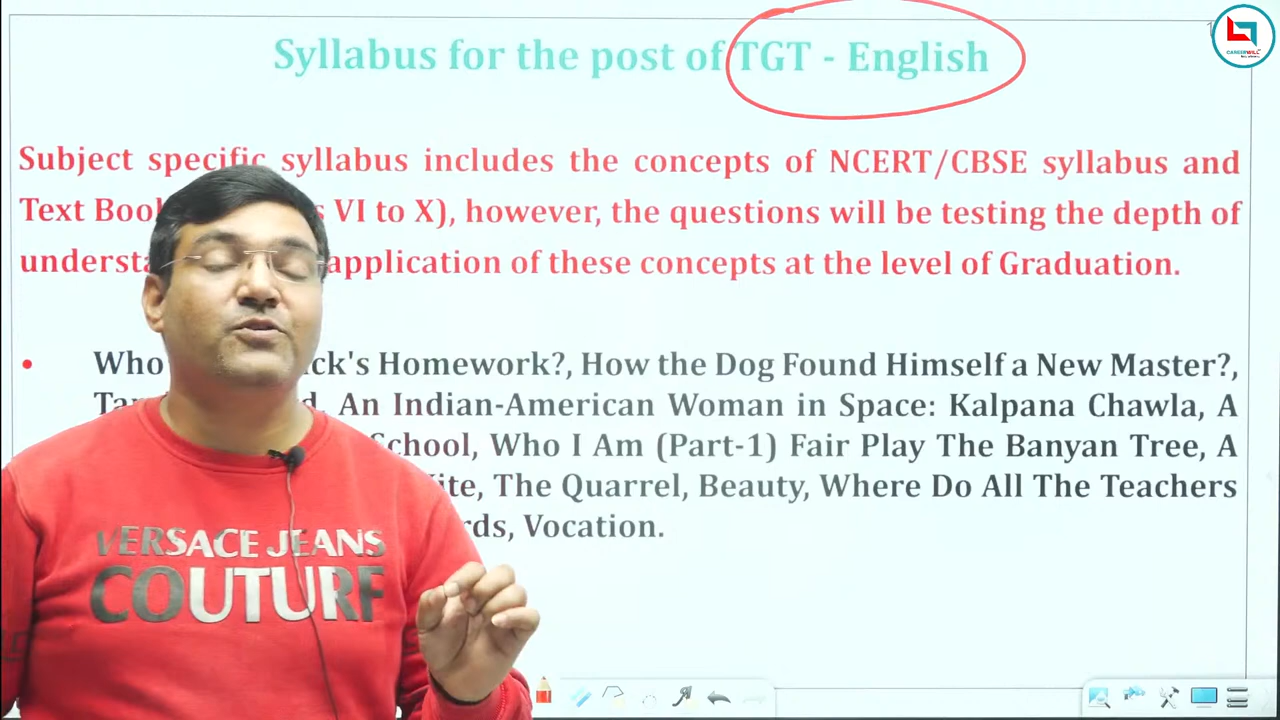 Syllabus for the post of TGT - English
CAREERWILL
Subject specific syllabus includes the concepts of NCERT/CBSE syllabus and
Text VI to X), however, the questions will be testing the depth of
application of these concepts at the level of Graduation.
• Who Homework?, How the Dog Found Himself a New Master?,
An Indian-American Woman in Space: Kalpana Chawla, A
School, Who I Am (Part-1) Fair Play The Banyan Tree, A
The Quarrel, Beauty, Where Do All The Teachers
Vocation.
VERSACE JEANS
COUTURE